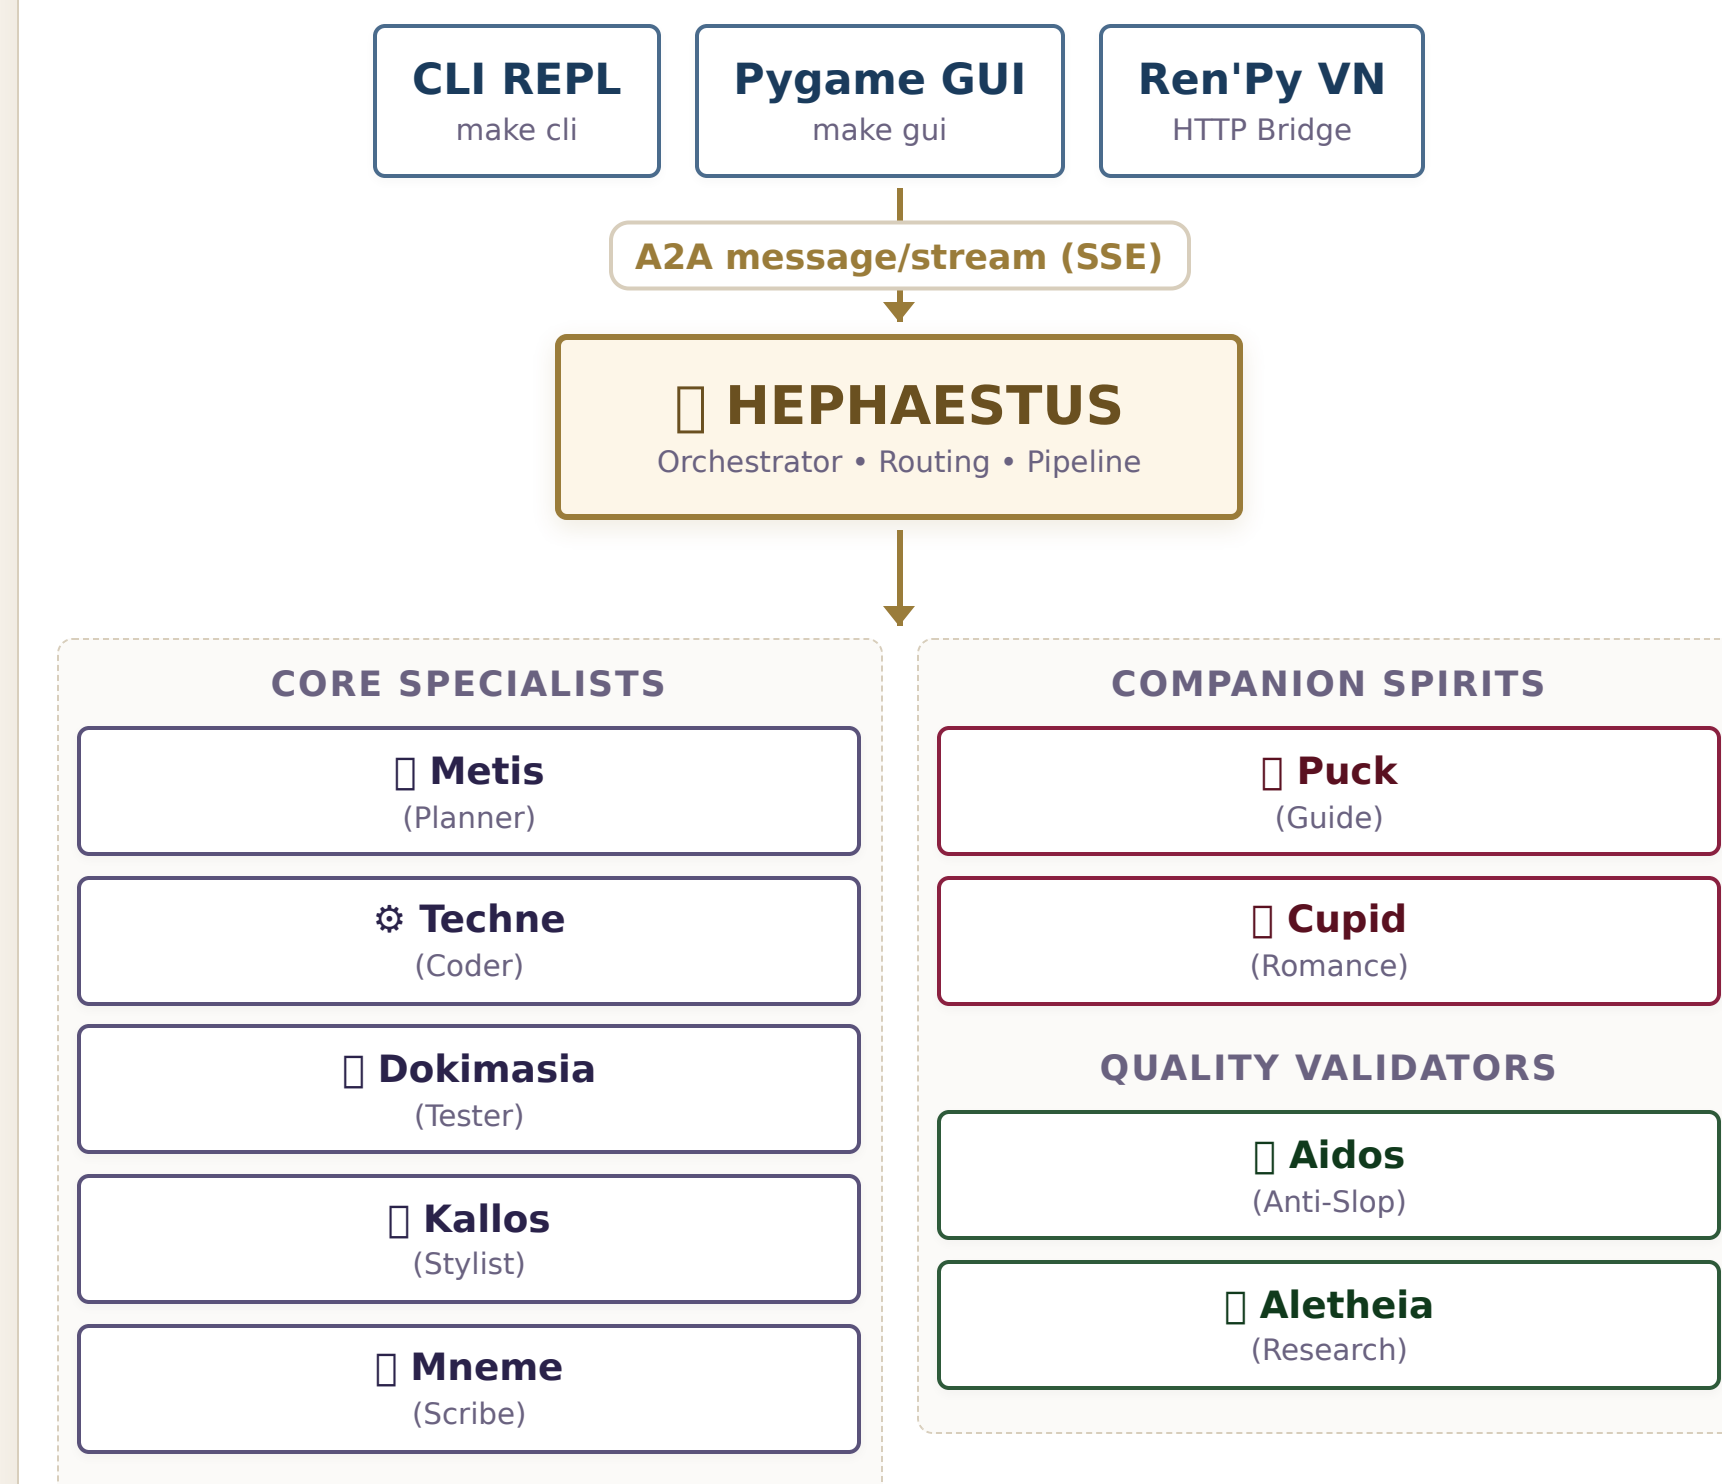 CLI REPL
make cli
Pygame GUI
make gui
Ren'Py VN
HTTP Bridge
A2A message/stream (SSE)
HEPHAESTUS
Orchestrator • Routing • Pipeline
CORE SPECIALISTS
Metis
(Planner)
⚙ Techne
(Coder)
Dokimasia
(Tester)
Kallos
(Stylist)
Mneme
(Scribe)
COMPANION SPIRITS
Puck
(Guide)
Cupid
(Romance)
QUALITY VALIDATORS
Aidos
(Anti-Slop)
Aletheia
(Research)